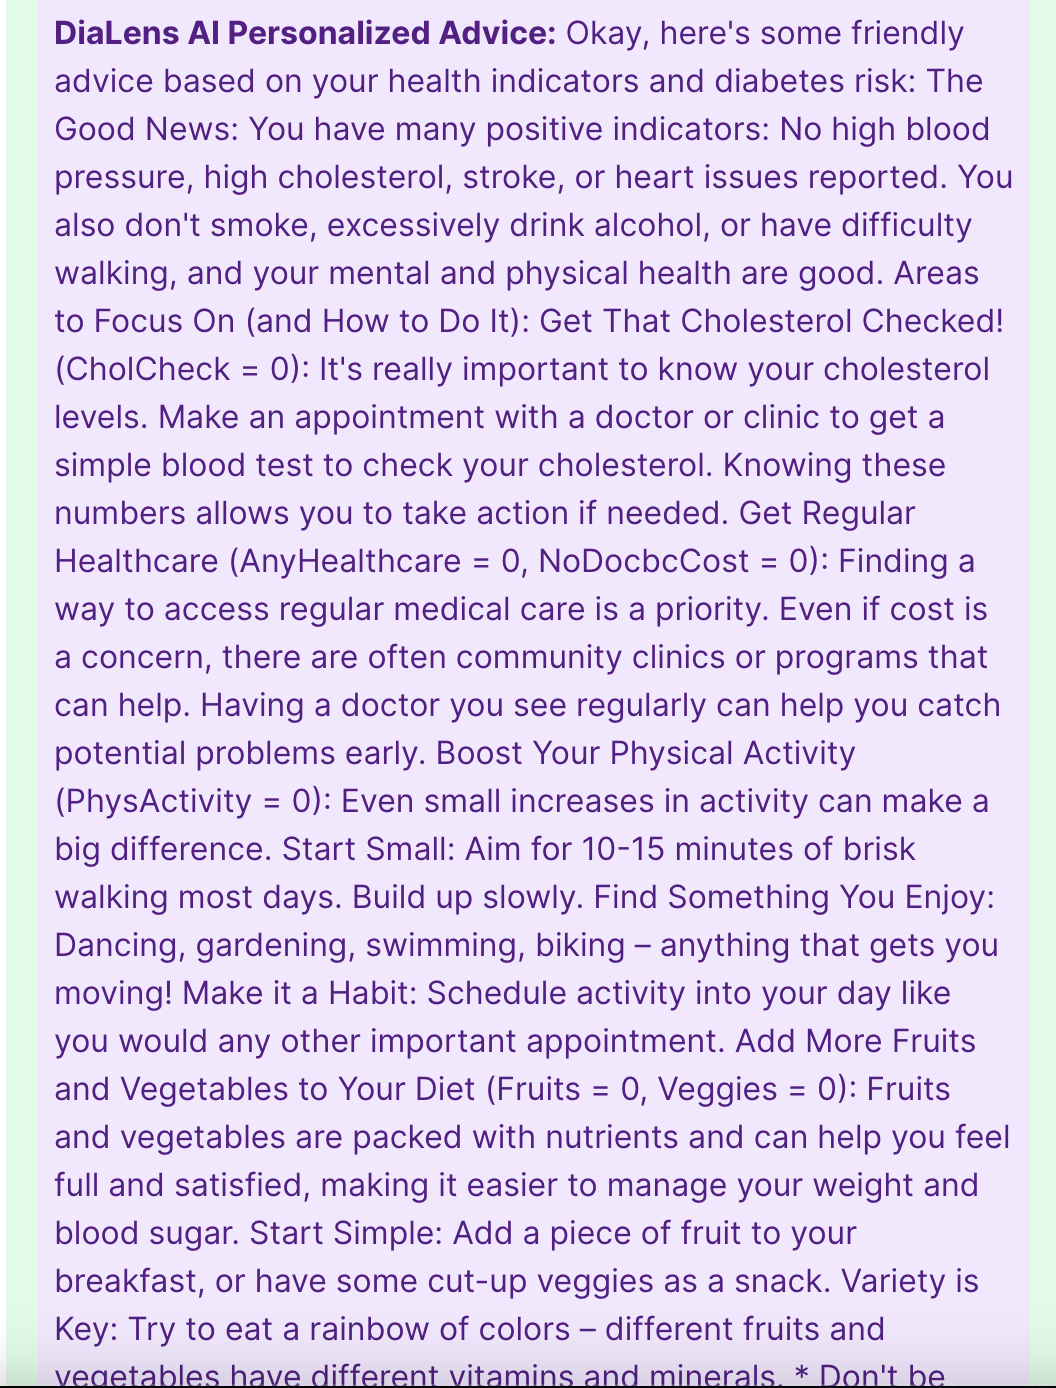 DiaLens AI Personalized Advice: Okay, here's some friendly
advice based on your health indicators and diabetes risk: The
Good News: You have many positive indicators: No high blood
pressure, high cholesterol, stroke, or heart issues reported. You
also don't smoke, excessively drink alcohol, or have difficulty
walking, and your mental and physical health are good. Areas
to Focus On (and How to Do It): Get That Cholesterol Checked!
(CholCheck = 0): It's really important to know your cholesterol
levels. Make an appointment with a doctor or clinic to get a
simple blood test to check your cholesterol. Knowing these
numbers allows you to take action if needed. Get Regular
Healthcare (AnyHealthcare = 0, NoDocbcCost = 0): Finding a
way to access regular medical care is a priority. Even if cost is
a concern, there are often community clinics or programs that
can help. Having a doctor you see regularly can help you catch
potential problems early. Boost Your Physical Activity
(PhysActivity = 0): Even small increases in activity can make a
big difference. Start Small: Aim for 10-15 minutes of brisk
walking most days. Build up slowly. Find Something You Enjoy:
Dancing, gardening, swimming, biking – anything that gets you
moving! Make it a Habit: Schedule activity into your day like
you would any other important appointment. Add More Fruits
and Vegetables to Your Diet (Fruits = 0, Veggies = 0): Fruits
and vegetables are packed with nutrients and can help you feel
full and satisfied, making it easier to manage your weight and
blood sugar. Start Simple: Add a piece of fruit to your
breakfast, or have some cut-up veggies as a snack. Variety is
Key: Try to eat a rainbow of colors – different fruits and
vegetables have different vitamins and minerals. * Don't be